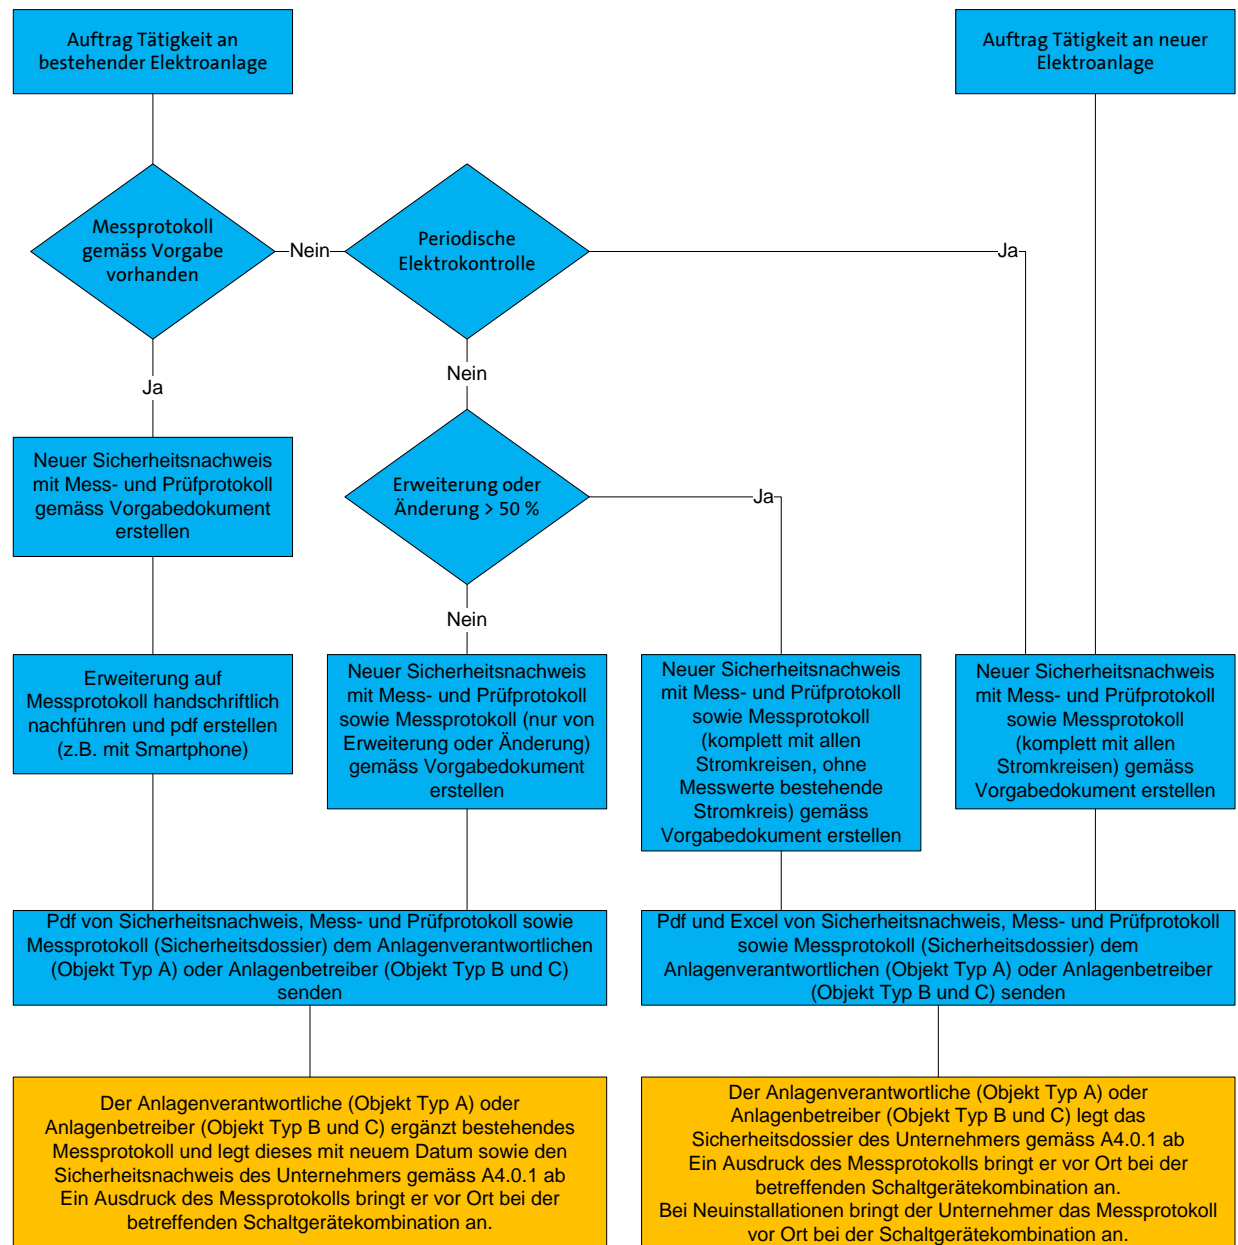 Auftrag Tätigkeit an
bestehender Elektroanlage
Auftrag Tätigkeit an neuer
Elektroanlage
Messprotokoll
gemäss Vorgabe
vorhanden
Nein
Periodische
Elektrokontrolle
Ja
Ja
Nein
Neuer Sicherheitsnachweis
mit Mess- und Prüfprotokoll
gemäss Vorgabedokument
erstellen
Erweiterung oder
Änderung > 50 %
Ja
Nein
Erweiterung auf
Messprotokoll handschriftlich
nachführen und pdf erstellen
(z.B. mit Smartphone)
Neuer Sicherheitsnachweis
mit Mess- und Prüfprotokoll
sowie Messprotokoll (nur von
Erweiterung oder Änderung)
gemäss Vorgabedokument
erstellen
Neuer Sicherheitsnachweis
mit Mess- und Prüfprotokoll
sowie Messprotokoll
(komplett mit allen
Stromkreisen, ohne
Messwerte bestehende
Stromkreis) gemäss
Vorgabedokument erstellen
Neuer Sicherheitsnachweis
mit Mess- und Prüfprotokoll
sowie Messprotokoll
(komplett mit allen
Stromkreisen) gemäss
Vorgabedokument erstellen
Pdf von Sicherheitsnachweis, Mess- und Prüfprotokoll sowie
Messprotokoll (Sicherheitsdossier) dem Anlagenverantwortlichen
(Objekt Typ A) oder Anlagenbetreiber (Objekt Typ B und C)
senden
Pdf und Excel von Sicherheitsnachweis, Mess- und Prüfprotokoll
sowie Messprotokoll (Sicherheitsdossier) dem
Anlagenverantwortlichen (Objekt Typ A) oder Anlagenbetreiber
(Objekt Typ B und C) senden
Der Anlagenverantwortliche (Objekt Typ A) oder
Anlagenbetreiber (Objekt Typ B und C) ergänzt bestehendes
Messprotokoll und legt dieses mit neuem Datum sowie den
Sicherheitsnachweis des Unternehmers gemäss A4.0.1 ab
Ein Ausdruck des Messprotokolls bringt er vor Ort bei der
betreffenden Schaltgerätekombination an.
Der Anlagenverantwortliche (Objekt Typ A) oder
Anlagenbetreiber (Objekt Typ B und C) legt das
Sicherheitsdossier des Unternehmers gemäss A4.0.1 ab
Ein Ausdruck des Messprotokolls bringt er vor Ort bei der
betreffenden Schaltgerätekombination an.
Bei Neuinstallationen bringt der Unternehmer das Messprotokoll
vor Ort bei der Schaltgerätekombination an.